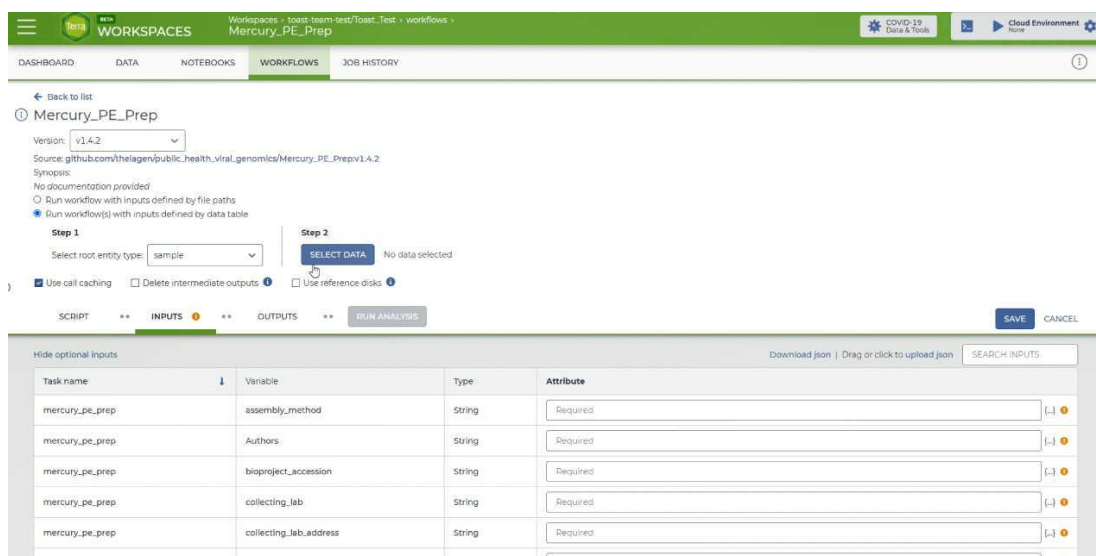 Terra
BETA
WORKSPACES
Workspaces › toast-team-test/Toast_Test › workflows ›
Mercury_PE_Prep
COVID-19
Data & Tools
Cloud Environment
None
DASHBOARD DATA NOTEBOOKS WORKFLOWS JOB HISTORY
Back to list
Mercury_PE_Prep
Version: v1.4.2
Source: github.com/theiagen/public_health_viral_genomics/Mercury_PE_Prep:v1.4.2
Synopsis:
No documentation provided
Run workflow with inputs defined by file paths
Run workflow(s) with inputs defined by data table
Step 1 Step 2
Select root entity type: sample SELECT DATA No data selected
Use call caching Delete intermediate outputs Use reference disks
SCRIPT INPUTS OUTPUTS RUN ANALYSIS SAVE CANCEL
Hide optional inputs Download json | Drag or click to upload json SEARCH INPUTS
Task name Variable Type Attribute
mercury_pe_prep assembly_method String Required {...}
mercury_pe_prep Authors String Required {...}
mercury_pe_prep bioproject_accession String Required {...}
mercury_pe_prep collecting_lab String Required {...}
mercury_pe_prep collecting_lab_address String Required {...}